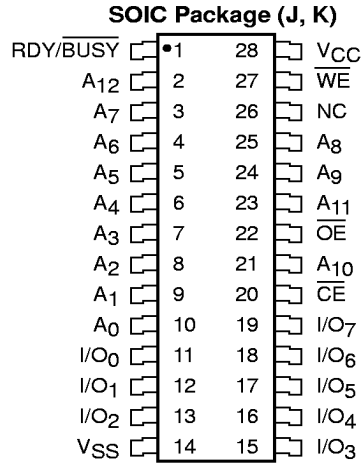 SOIC Package (J, K)
RDY/BUSY 1 28 VCC
A12 2 27 WE
A7 3 26 NC
A6 4 25 A8
A5 5 24 A9
A4 6 23 A11
A3 7 22 OE
A2 8 21 A10
A1 9 20 CE
A0 10 19 I/O7
I/O0 11 18 I/O6
I/O1 12 17 I/O5
I/O2 13 16 I/O4
VSS 14 15 I/O3